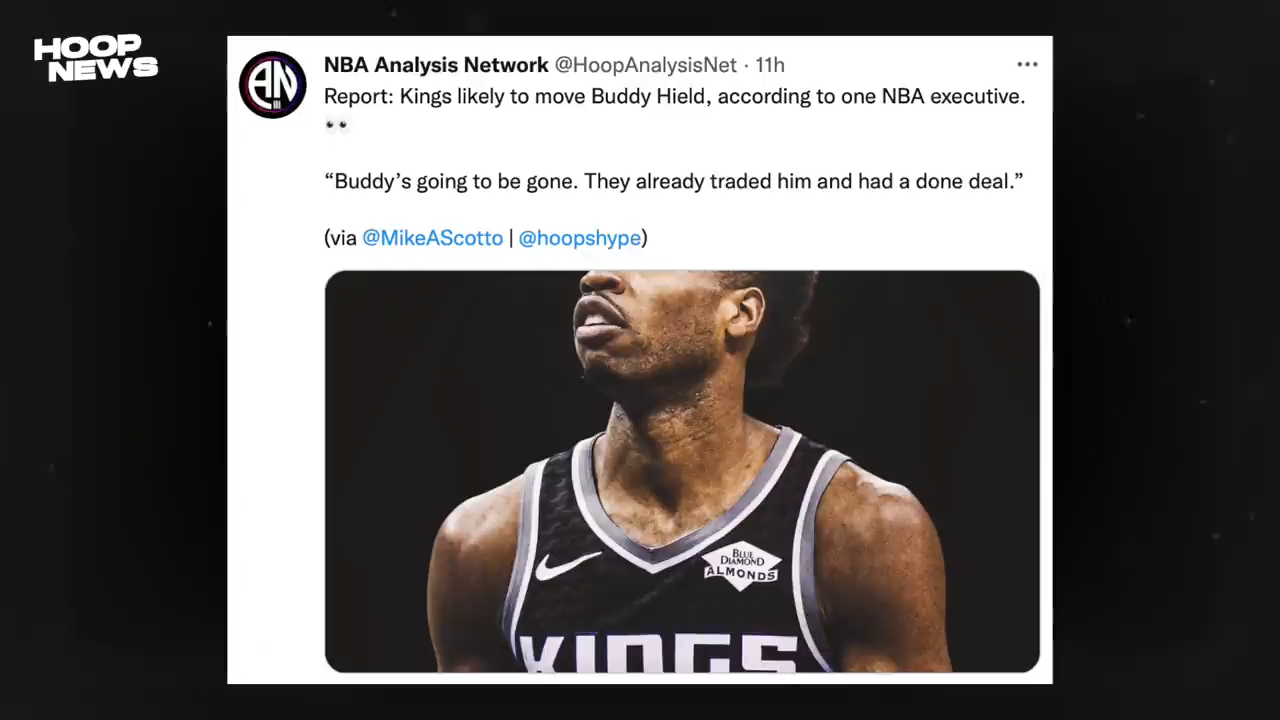 HOOP
NEWS
AN
NBA Analysis Network @HoopAnalysisNet · 11h
Report: Kings likely to move Buddy Hield, according to one NBA executive.
👀
“Buddy’s going to be gone. They already traded him and had a done deal.”
(via @MikeAScotto | @hoopshype)
BLUE
DIAMOND
ALMONDS
KINGS